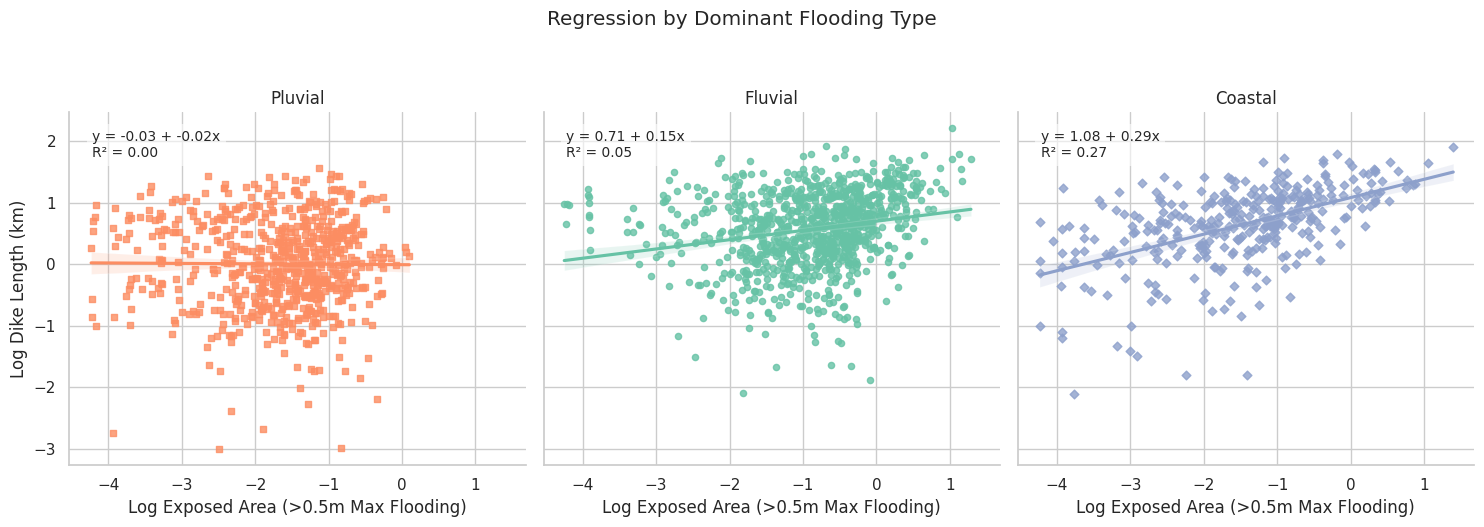 Regression by Dominant Flooding Type
Pluvial
Fluvial
Coastal
y = -0.03 + -0.02x
R² = 0.00
y = 0.71 + 0.15x
R² = 0.05
y = 1.08 + 0.29x
R² = 0.27
Log Dike Length (km)
2
1
0
−1
−2
−3
−4 −3 −2 −1 0 1
−4 −3 −2 −1 0 1
−4 −3 −2 −1 0 1
Log Exposed Area (>0.5m Max Flooding)
Log Exposed Area (>0.5m Max Flooding)
Log Exposed Area (>0.5m Max Flooding)